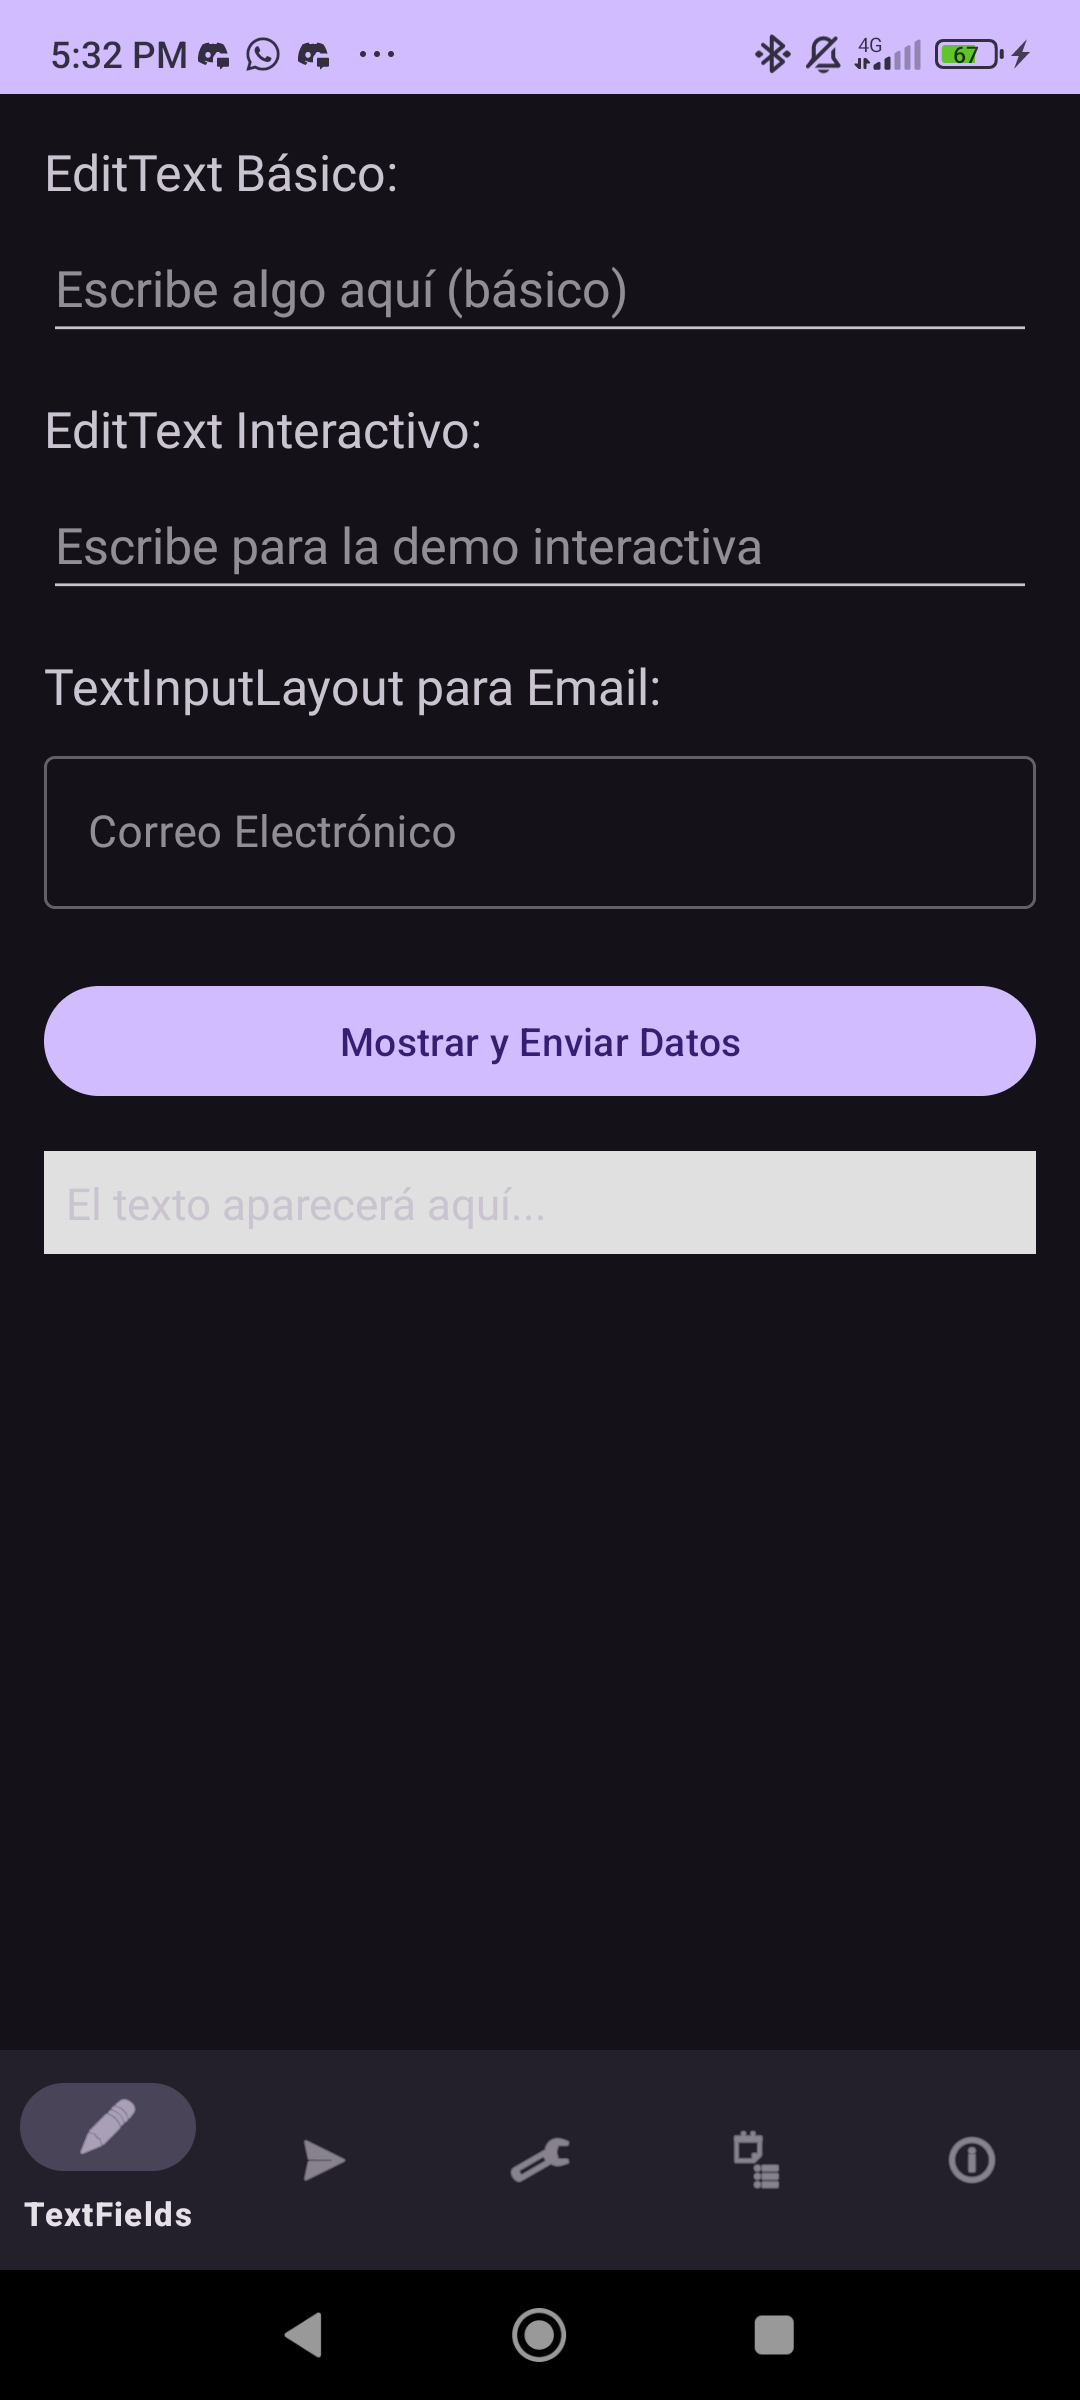 5:32 PM
4G
67
EditText Básico:
Escribe algo aquí (básico)
EditText Interactivo:
Escribe para la demo interactiva
TextInputLayout para Email:
Correo Electrónico
Mostrar y Enviar Datos
El texto aparecerá aquí...
TextFields